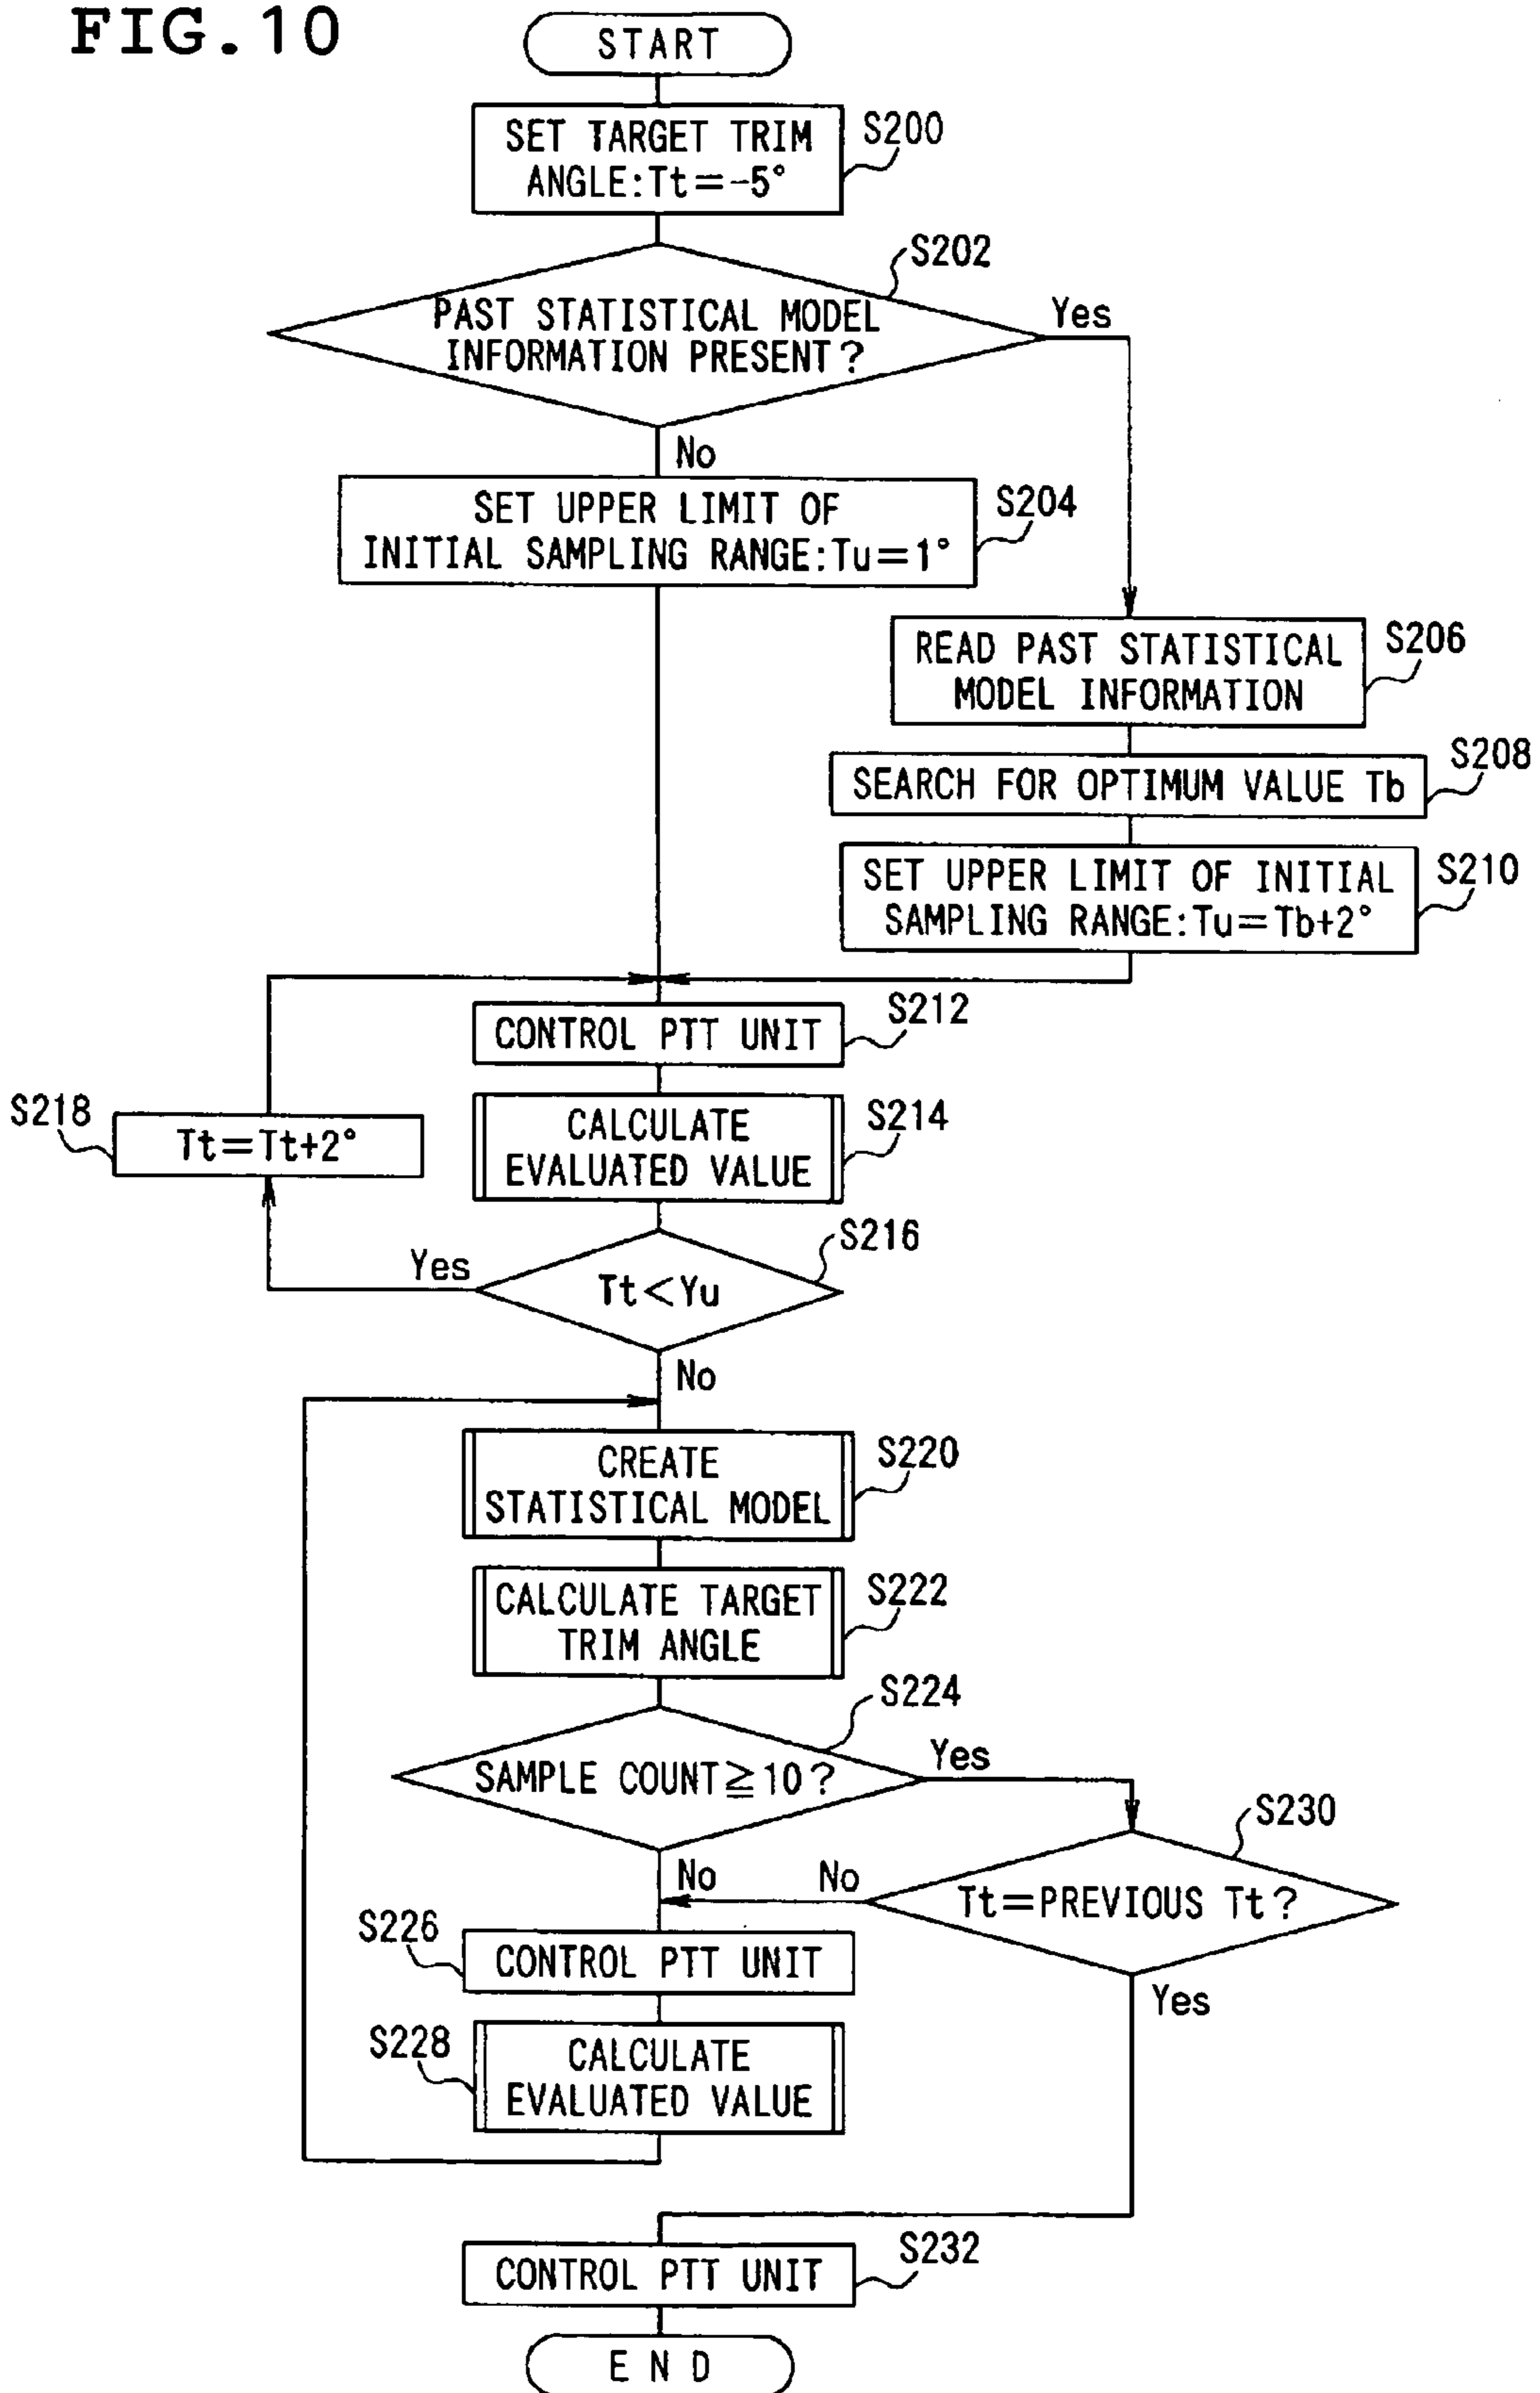 FIG.10
START
SET TARGET TRIM
ANGLE:Tt=-5°
S200
S202
PAST STATISTICAL MODEL
INFORMATION PRESENT?
Yes
No
SET UPPER LIMIT OF
INITIAL SAMPLING RANGE:Tu=1°
S204
READ PAST STATISTICAL
MODEL INFORMATION
S206
SEARCH FOR OPTIMUM VALUE Tb
S208
SET UPPER LIMIT OF INITIAL
SAMPLING RANGE:Tu=Tb+2°
S210
CONTROL PTT UNIT
S212
CALCULATE
EVALUATED VALUE
S214
S218
Tt=Tt+2°
S216
Yes
Tt<Yu
No
CREATE
STATISTICAL MODEL
S220
CALCULATE TARGET
TRIM ANGLE
S222
S224
SAMPLE COUNT≧10?
Yes
S230
No
No
Tt=PREVIOUS Tt?
Yes
S226
CONTROL PTT UNIT
S228
CALCULATE
EVALUATED VALUE
CONTROL PTT UNIT
S232
END